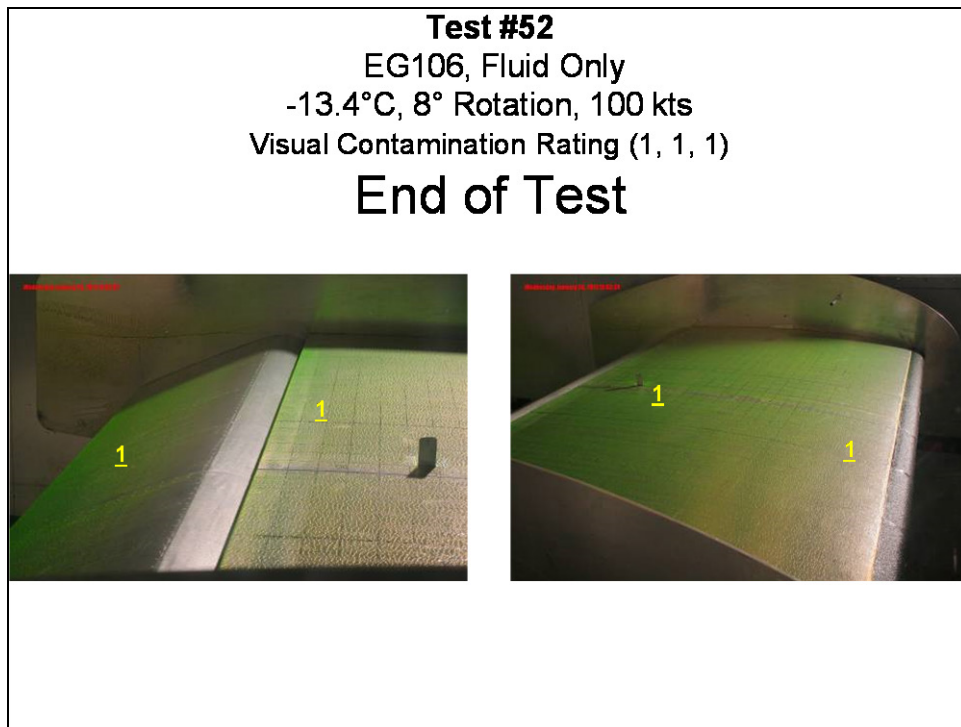 Test #52
EG106, Fluid Only
-13.4°C, 8° Rotation, 100 kts
Visual Contamination Rating (1, 1, 1)
End of Test
1
1
1
1